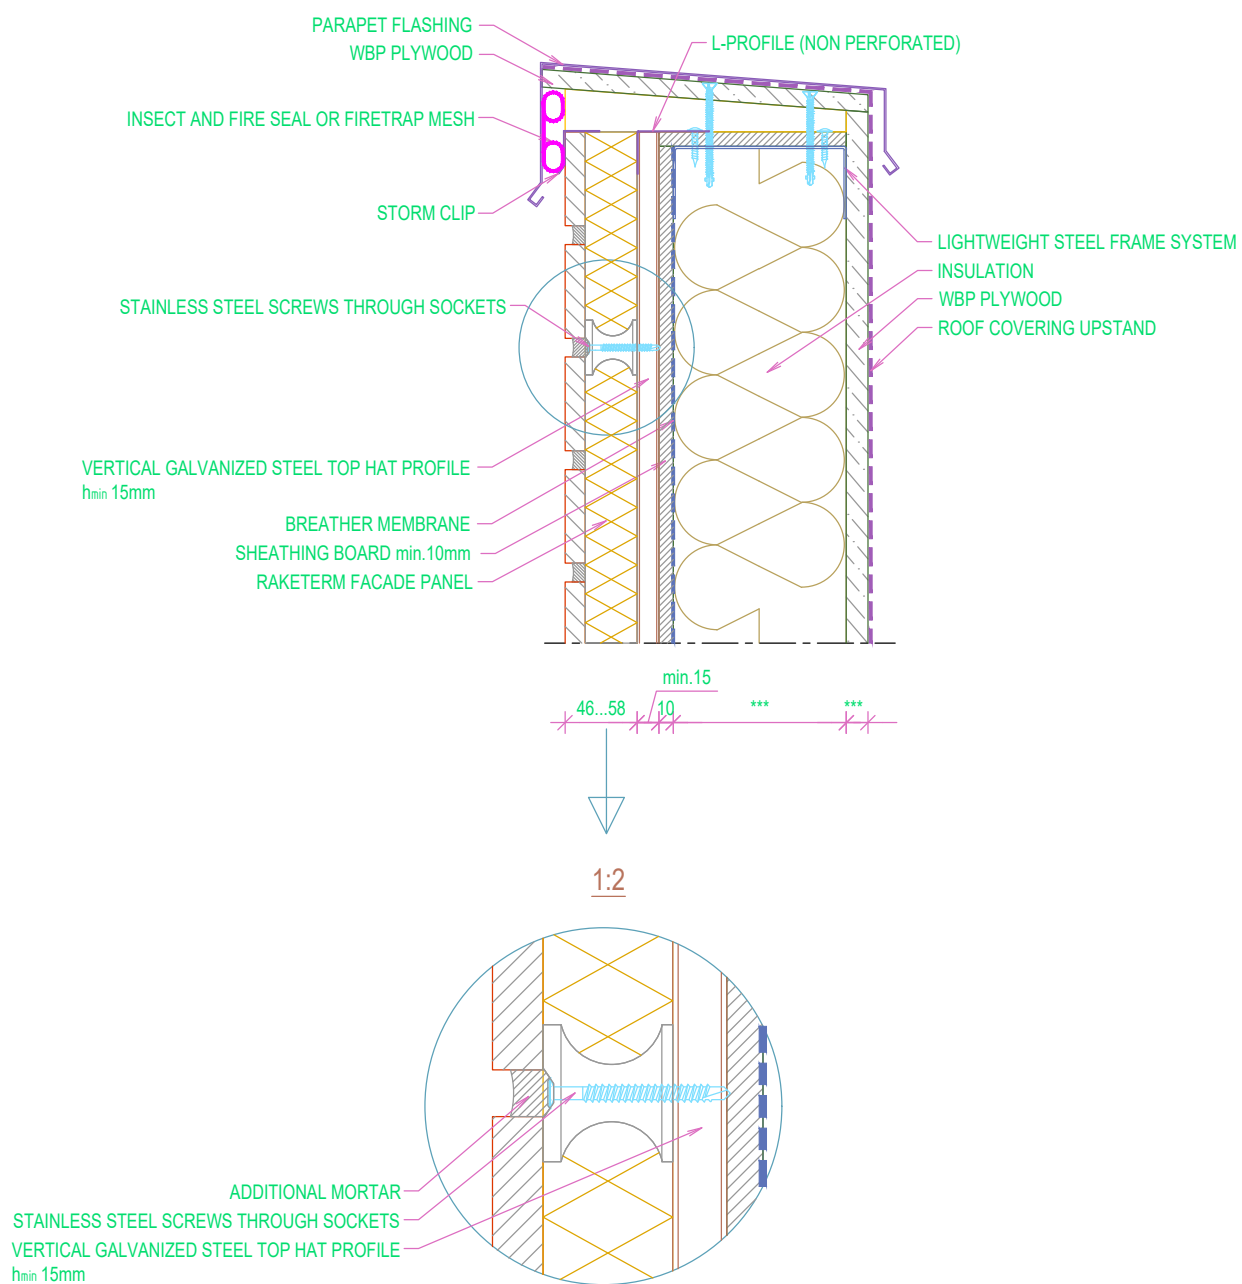 PARAPET FLASHING
WBP PLYWOOD
L-PROFILE (NON PERFORATED)
INSECT AND FIRE SEAL OR FIRETRAP MESH
STORM CLIP
LIGHTWEIGHT STEEL FRAME SYSTEM
INSULATION
WBP PLYWOOD
ROOF COVERING UPSTAND
STAINLESS STEEL SCREWS THROUGH SOCKETS
VERTICAL GALVANIZED STEEL TOP HAT PROFILE
hmin 15mm
BREATHER MEMBRANE
SHEATHING BOARD min.10mm
RAKETERM FACADE PANEL
min.15
46...58 10 *** ***
1:2
ADDITIONAL MORTAR
STAINLESS STEEL SCREWS THROUGH SOCKETS
VERTICAL GALVANIZED STEEL TOP HAT PROFILE
hmin 15mm